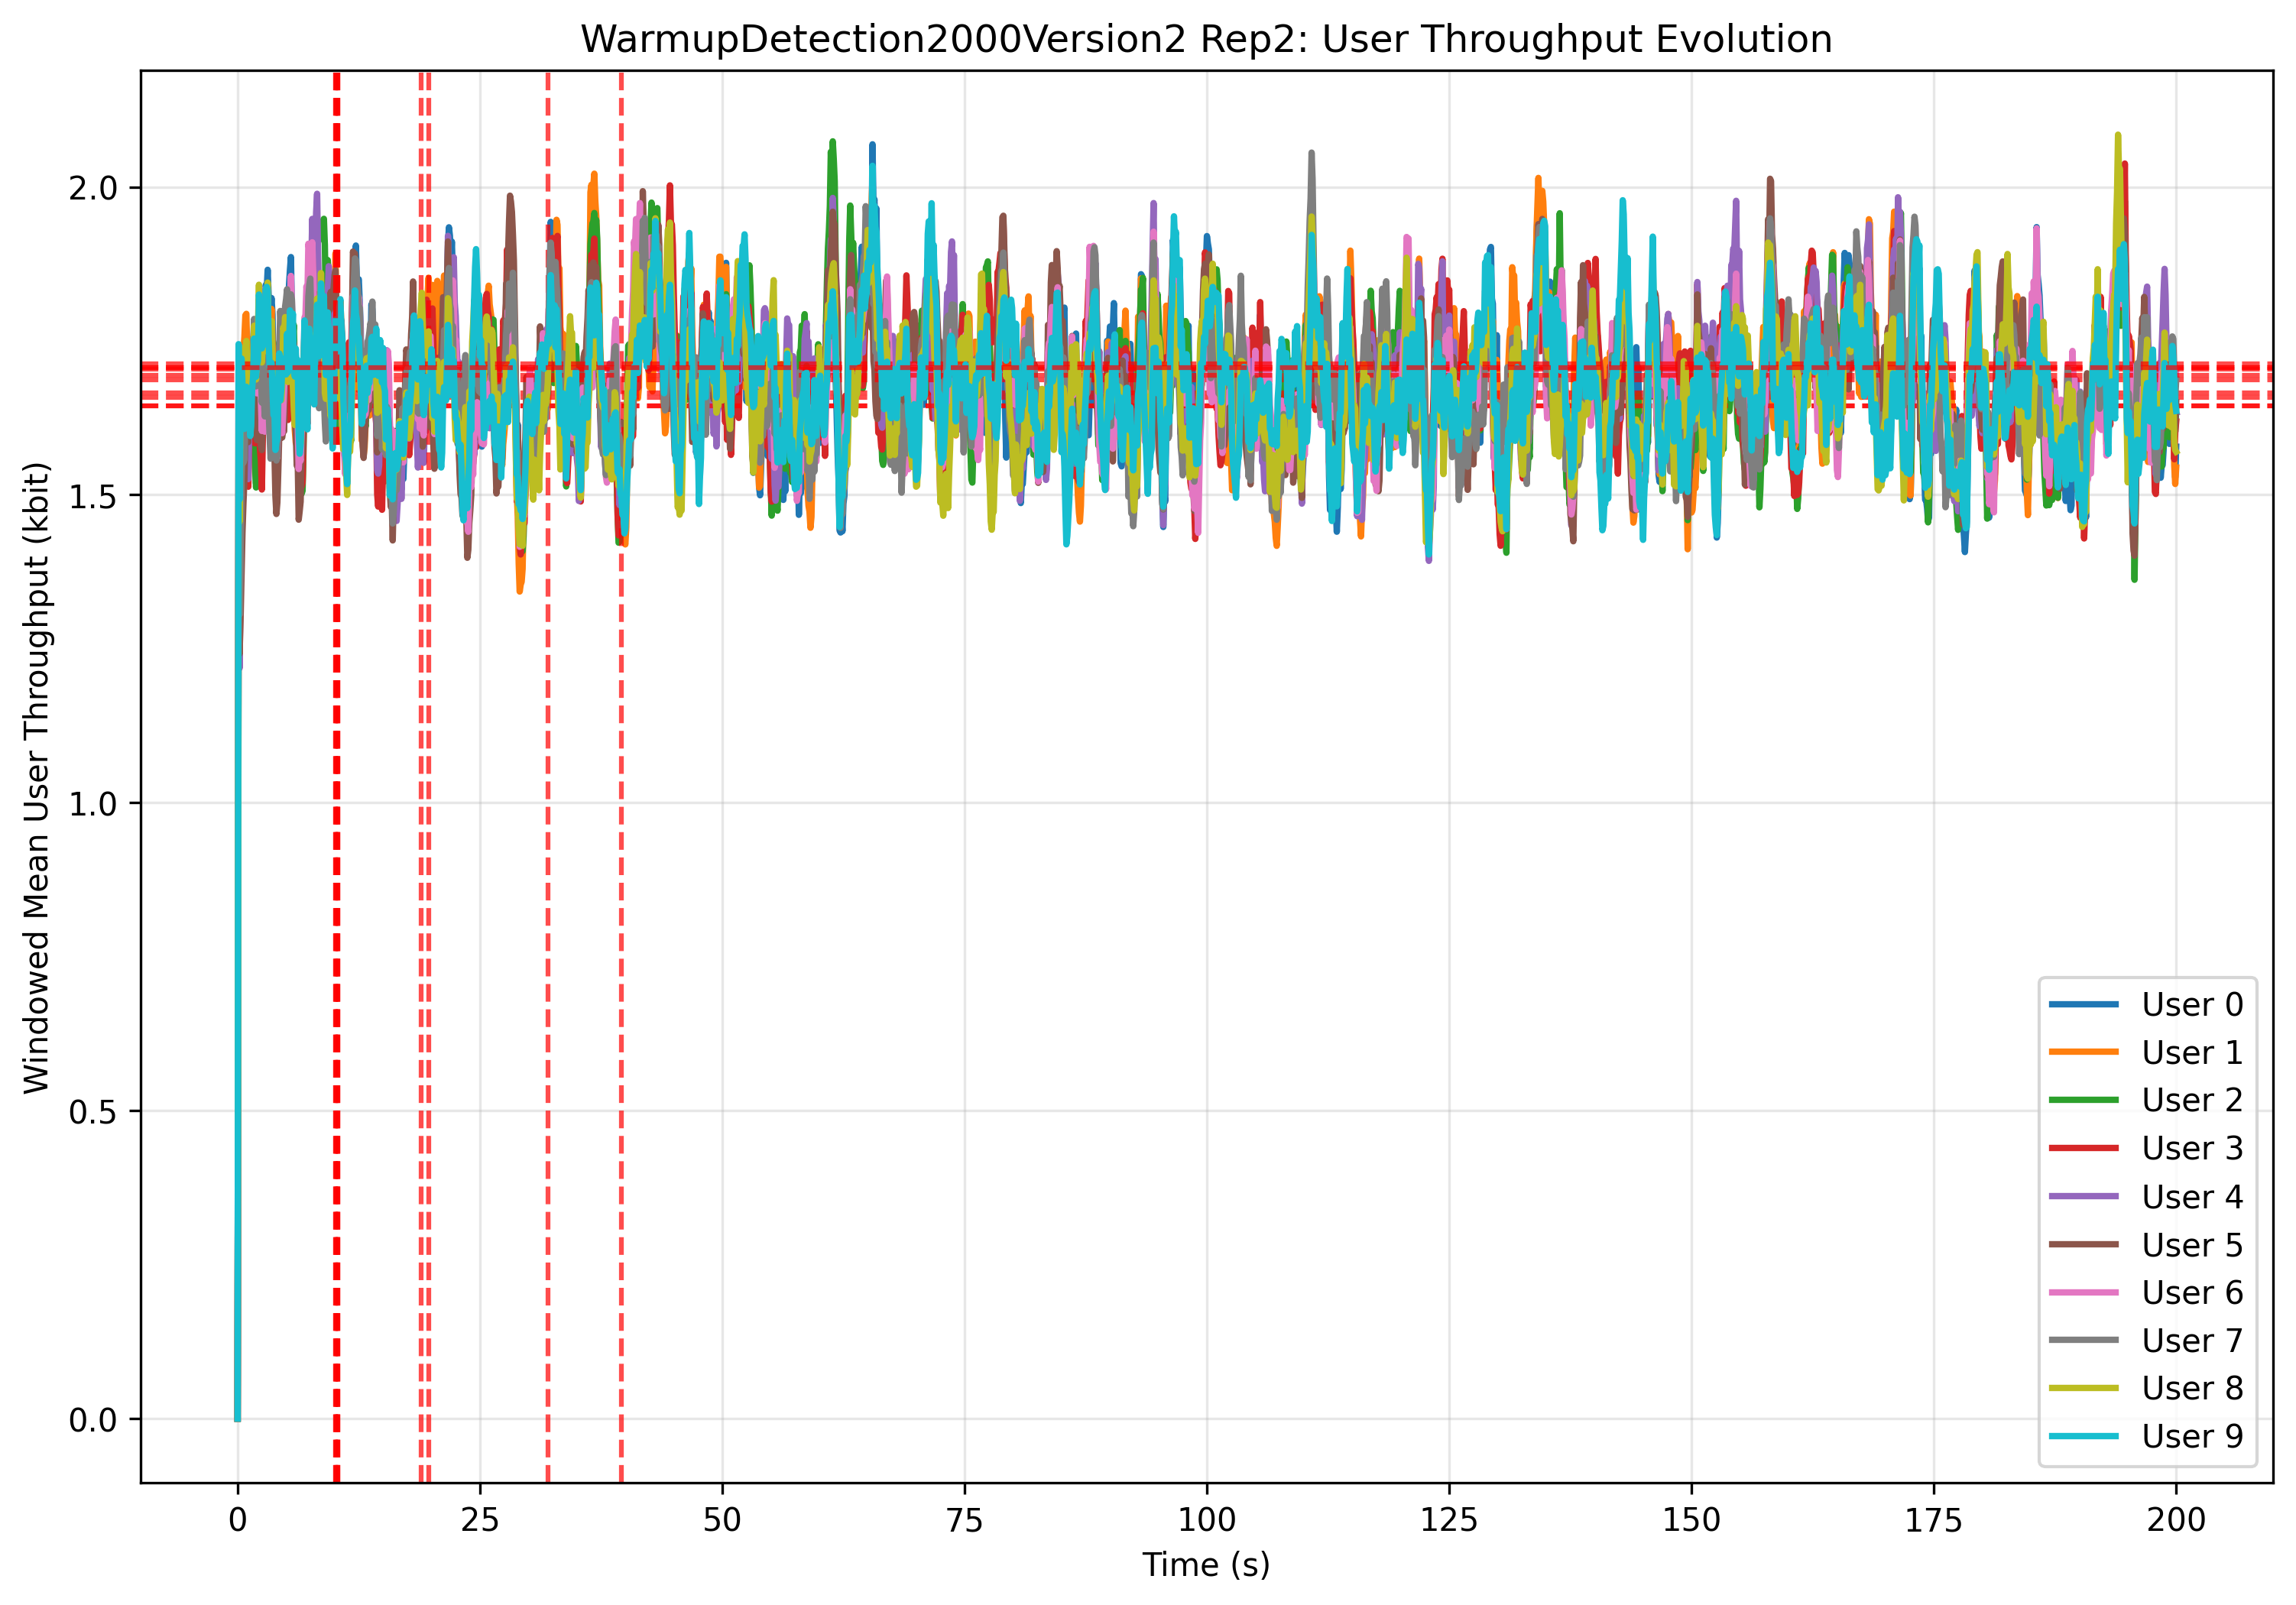 WarmupDetection2000Version2 Rep2: User Throughput Evolution
Windowed Mean User Throughput (kbit)
2.0
1.5
1.0
0.5
0.0
0 25 50 75 100 125 150 175 200
Time (s)
User 0
User 1
User 2
User 3
User 4
User 5
User 6
User 7
User 8
User 9